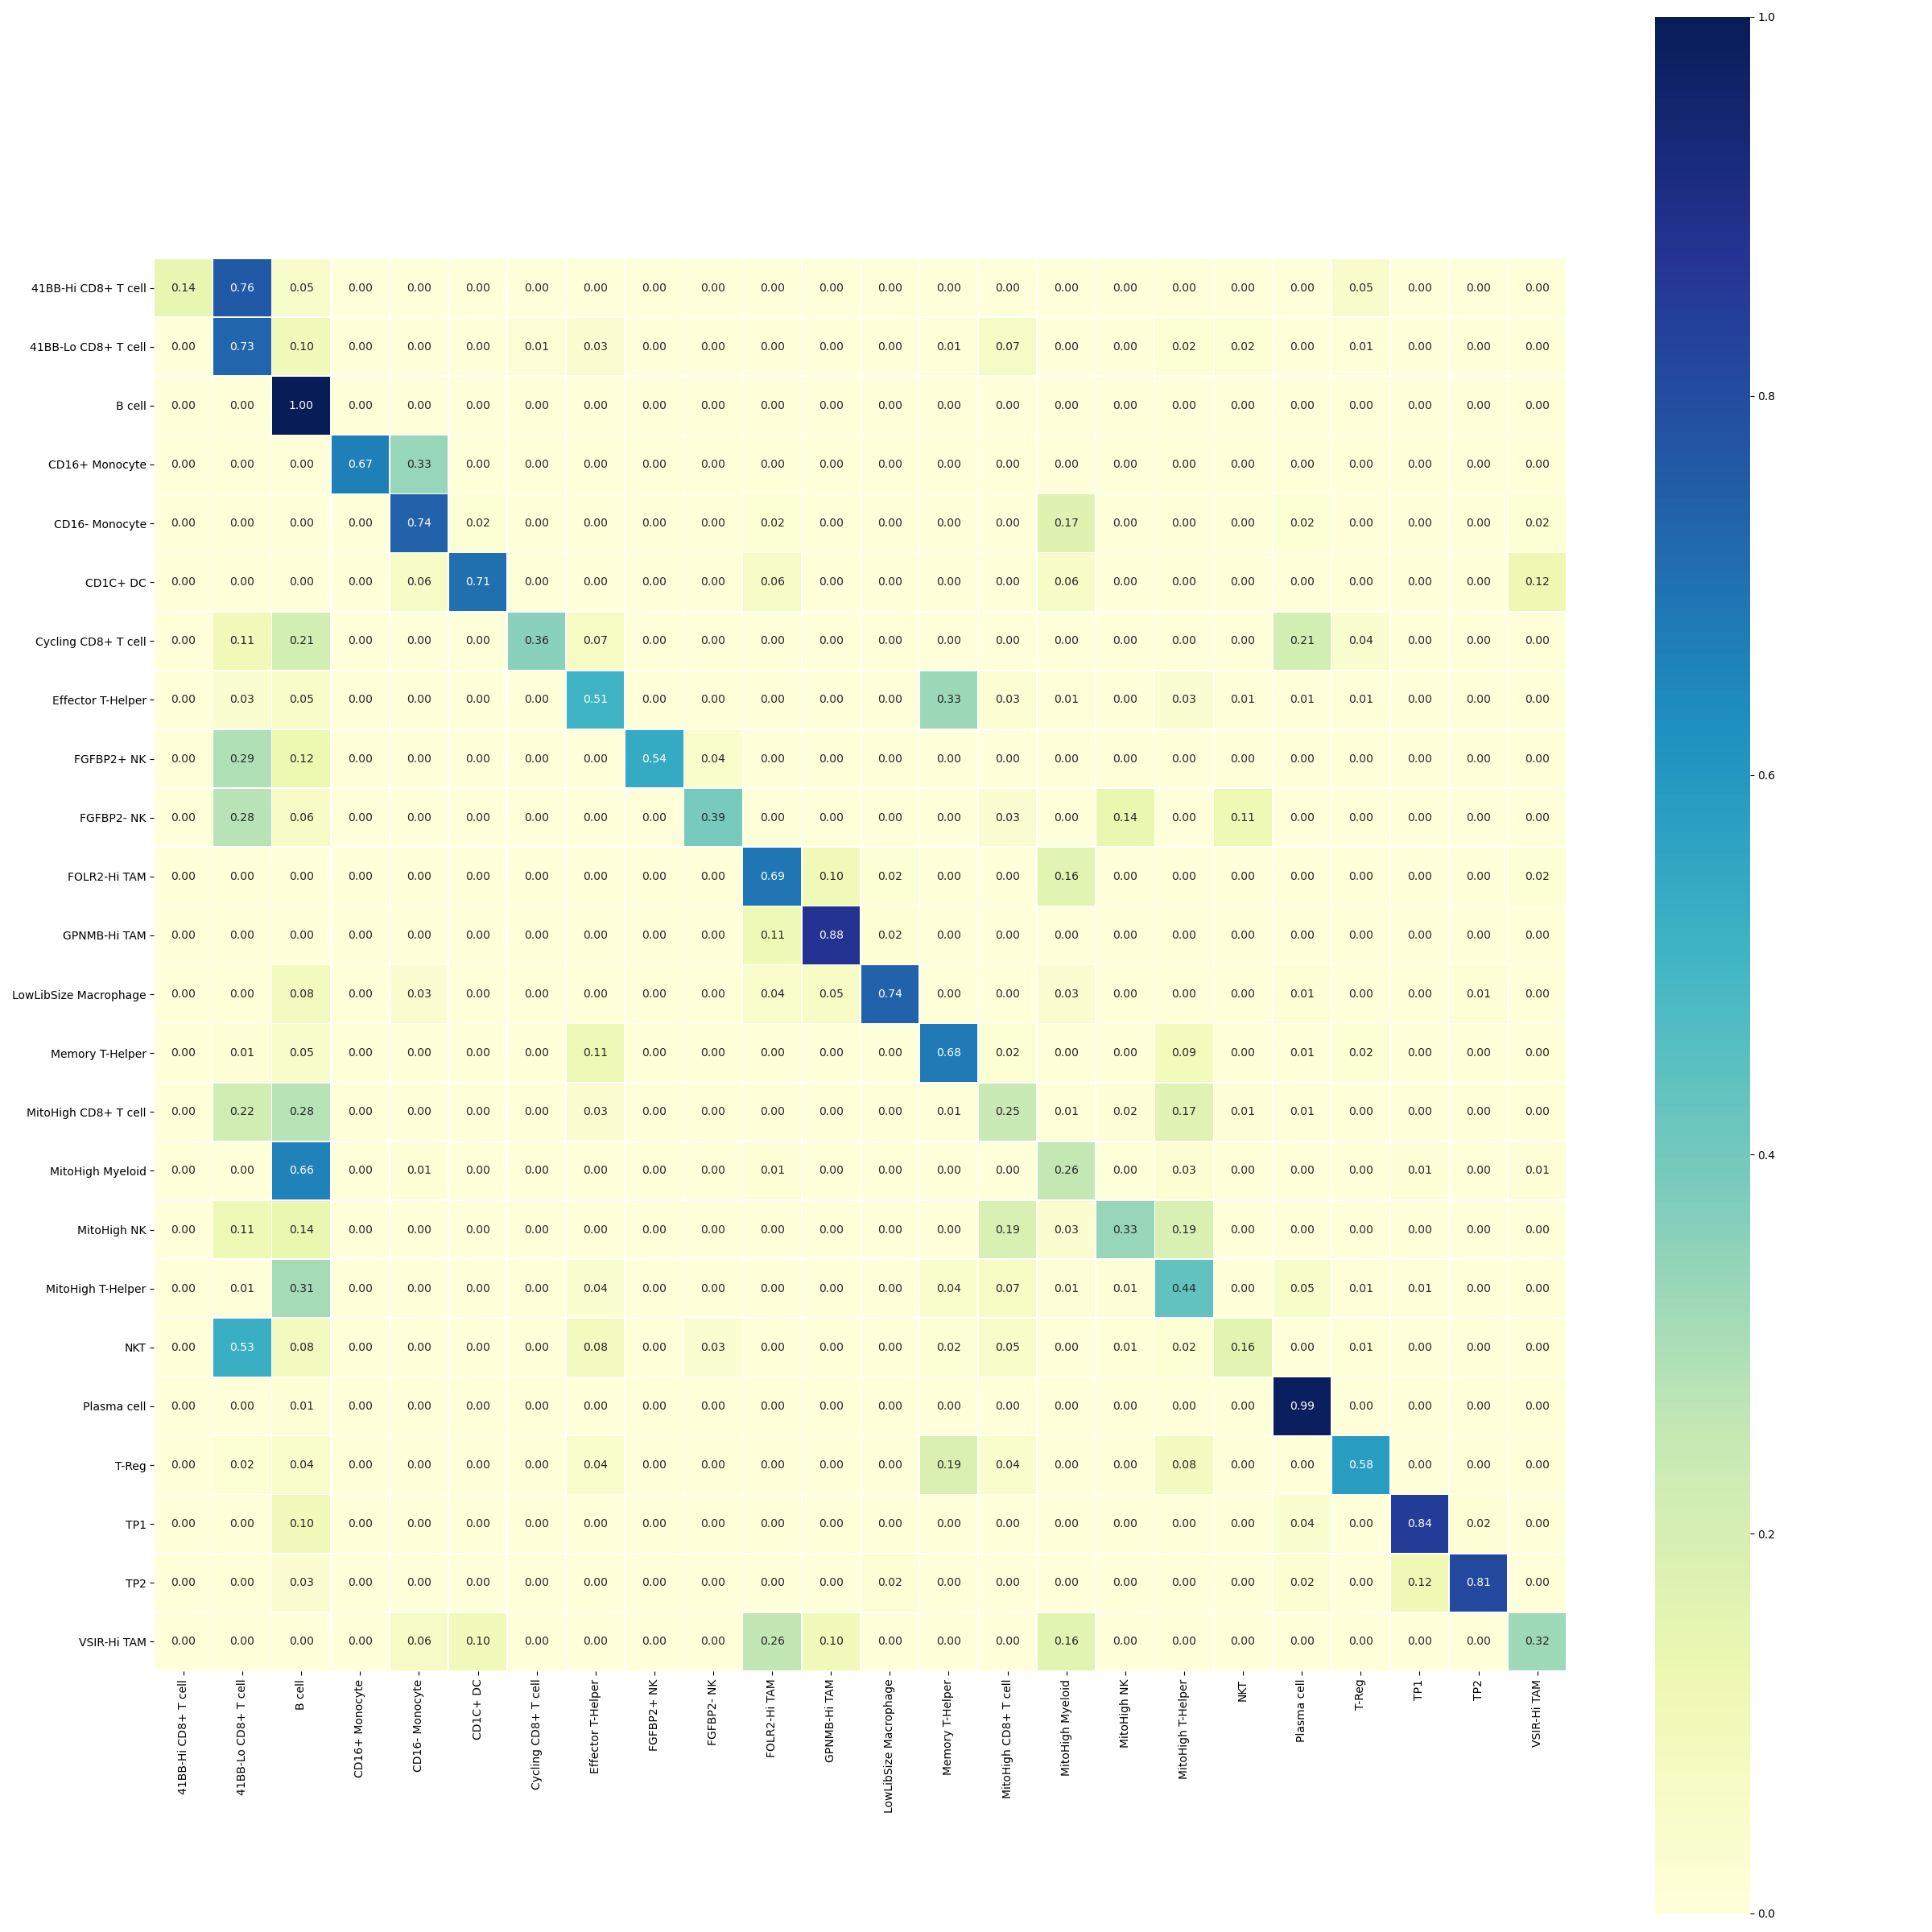 1.0
41BB-Hi CD8+ T cell 0.14 0.76 0.05 0.00 0.00 0.00 0.00 0.00 0.00 0.00 0.00 0.00 0.00 0.00 0.00 0.00 0.00 0.00 0.00 0.00 0.05 0.00 0.00 0.00
41BB-Lo CD8+ T cell 0.00 0.73 0.10 0.00 0.00 0.00 0.01 0.03 0.00 0.00 0.00 0.00 0.00 0.01 0.07 0.00 0.00 0.02 0.02 0.00 0.01 0.00 0.00 0.00
0.8
B cell 0.00 0.00 1.00 0.00 0.00 0.00 0.00 0.00 0.00 0.00 0.00 0.00 0.00 0.00 0.00 0.00 0.00 0.00 0.00 0.00 0.00 0.00 0.00 0.00
CD16+ Monocyte 0.00 0.00 0.00 0.67 0.33 0.00 0.00 0.00 0.00 0.00 0.00 0.00 0.00 0.00 0.00 0.00 0.00 0.00 0.00 0.00 0.00 0.00 0.00 0.00
CD16- Monocyte 0.00 0.00 0.00 0.00 0.74 0.02 0.00 0.00 0.00 0.00 0.02 0.00 0.00 0.00 0.00 0.17 0.00 0.00 0.00 0.02 0.00 0.00 0.00 0.02
CD1C+ DC 0.00 0.00 0.00 0.00 0.06 0.71 0.00 0.00 0.00 0.00 0.06 0.00 0.00 0.00 0.00 0.06 0.00 0.00 0.00 0.00 0.00 0.00 0.00 0.12
Cycling CD8+ T cell 0.00 0.11 0.21 0.00 0.00 0.00 0.36 0.07 0.00 0.00 0.00 0.00 0.00 0.00 0.00 0.00 0.00 0.00 0.00 0.21 0.04 0.00 0.00 0.00
Effector T-Helper 0.00 0.03 0.05 0.00 0.00 0.00 0.00 0.51 0.00 0.00 0.00 0.00 0.00 0.33 0.03 0.01 0.00 0.03 0.01 0.01 0.01 0.00 0.00 0.00
FGFBP2+ NK 0.00 0.29 0.12 0.00 0.00 0.00 0.00 0.00 0.54 0.04 0.00 0.00 0.00 0.00 0.00 0.00 0.00 0.00 0.00 0.00 0.00 0.00 0.00 0.00
0.6
FGFBP2- NK 0.00 0.28 0.06 0.00 0.00 0.00 0.00 0.00 0.00 0.39 0.00 0.00 0.00 0.00 0.03 0.00 0.14 0.00 0.11 0.00 0.00 0.00 0.00 0.00
FOLR2-Hi TAM 0.00 0.00 0.00 0.00 0.00 0.00 0.00 0.00 0.00 0.00 0.69 0.10 0.02 0.00 0.00 0.16 0.00 0.00 0.00 0.00 0.00 0.00 0.00 0.02
GPNMB-Hi TAM 0.00 0.00 0.00 0.00 0.00 0.00 0.00 0.00 0.00 0.00 0.11 0.88 0.02 0.00 0.00 0.00 0.00 0.00 0.00 0.00 0.00 0.00 0.00 0.00
LowLibSize Macrophage 0.00 0.00 0.08 0.00 0.03 0.00 0.00 0.00 0.00 0.00 0.04 0.05 0.74 0.00 0.00 0.03 0.00 0.00 0.00 0.01 0.00 0.00 0.01 0.00
Memory T-Helper 0.00 0.01 0.05 0.00 0.00 0.00 0.00 0.11 0.00 0.00 0.00 0.00 0.00 0.68 0.02 0.00 0.00 0.09 0.00 0.01 0.02 0.00 0.00 0.00
MitoHigh CD8+ T cell 0.00 0.22 0.28 0.00 0.00 0.00 0.00 0.03 0.00 0.00 0.00 0.00 0.00 0.01 0.25 0.01 0.02 0.17 0.01 0.01 0.00 0.00 0.00 0.00
0.4
MitoHigh Myeloid 0.00 0.00 0.66 0.00 0.01 0.00 0.00 0.00 0.00 0.00 0.01 0.00 0.00 0.00 0.00 0.26 0.00 0.03 0.00 0.00 0.00 0.01 0.00 0.01
MitoHigh NK 0.00 0.11 0.14 0.00 0.00 0.00 0.00 0.00 0.00 0.00 0.00 0.00 0.00 0.00 0.19 0.03 0.33 0.19 0.00 0.00 0.00 0.00 0.00 0.00
MitoHigh T-Helper 0.00 0.01 0.31 0.00 0.00 0.00 0.00 0.04 0.00 0.00 0.00 0.00 0.00 0.04 0.07 0.01 0.01 0.44 0.00 0.05 0.01 0.01 0.00 0.00
NKT 0.00 0.53 0.08 0.00 0.00 0.00 0.00 0.08 0.00 0.03 0.00 0.00 0.00 0.02 0.05 0.00 0.01 0.02 0.16 0.00 0.01 0.00 0.00 0.00
Plasma cell 0.00 0.00 0.01 0.00 0.00 0.00 0.00 0.00 0.00 0.00 0.00 0.00 0.00 0.00 0.00 0.00 0.00 0.00 0.00 0.99 0.00 0.00 0.00 0.00
T-Reg 0.00 0.02 0.04 0.00 0.00 0.00 0.00 0.04 0.00 0.00 0.00 0.00 0.00 0.19 0.04 0.00 0.00 0.08 0.00 0.00 0.58 0.00 0.00 0.00
TP1 0.00 0.00 0.10 0.00 0.00 0.00 0.00 0.00 0.00 0.00 0.00 0.00 0.00 0.00 0.00 0.00 0.00 0.00 0.00 0.04 0.00 0.84 0.02 0.00
0.2
TP2 0.00 0.00 0.03 0.00 0.00 0.00 0.00 0.00 0.00 0.00 0.00 0.00 0.02 0.00 0.00 0.00 0.00 0.00 0.00 0.02 0.00 0.12 0.81 0.00
VSIR-Hi TAM 0.00 0.00 0.00 0.00 0.06 0.10 0.00 0.00 0.00 0.00 0.26 0.10 0.00 0.00 0.00 0.16 0.00 0.00 0.00 0.00 0.00 0.00 0.00 0.32
41BB-Hi CD8+ T cell
41BB-Lo CD8+ T cell
B cell
CD16+ Monocyte
CD16- Monocyte
CD1C+ DC
Cycling CD8+ T cell
Effector T-Helper
FGFBP2+ NK
FGFBP2- NK
FOLR2-Hi TAM
GPNMB-Hi TAM
LowLibSize Macrophage
Memory T-Helper
MitoHigh CD8+ T cell
MitoHigh Myeloid
MitoHigh NK
MitoHigh T-Helper
NKT
Plasma cell
T-Reg
TP1
TP2
VSIR-Hi TAM
0.0